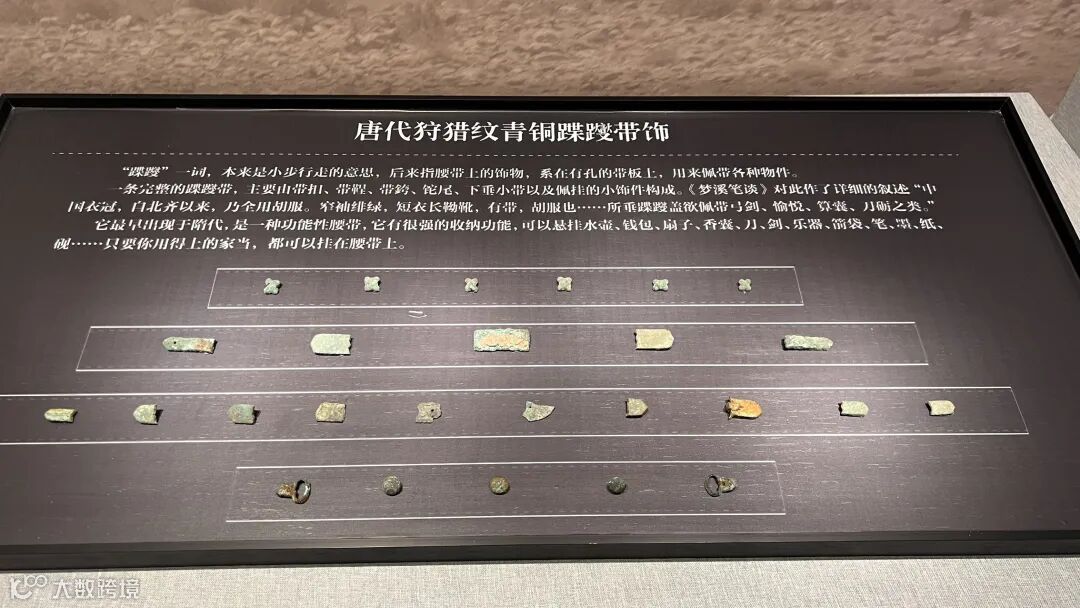 唐代狩猎纹青铜蹀躞带饰
“蹀躞”一词，本来是小步行走的意思，后来指腰带上的饰物，系在有孔的带板上，用来佩带各种物件。
一条完整的蹀躞带，主要由带扣、带鞓、带銙、铊尾、下垂小带以及佩挂的小饰件构成。《梦溪笔谈》对此作了详细的叙述“中
国衣冠，自北齐以来，乃全用胡服。窄袖绯绿，短衣长靿靴，有带，胡服也……所垂蹀躞盖欲佩带弓剑、帉帨、算囊、刀砺之类。”
它最早出现于隋代，是一种功能性腰带，它有很强的收纳功能，可以悬挂水壶、钱包、扇子、香囊、刀、剑、乐器、箭袋、笔、墨、纸、
砚……只要你用得上的家当，都可以挂在腰带上。
大数跨境